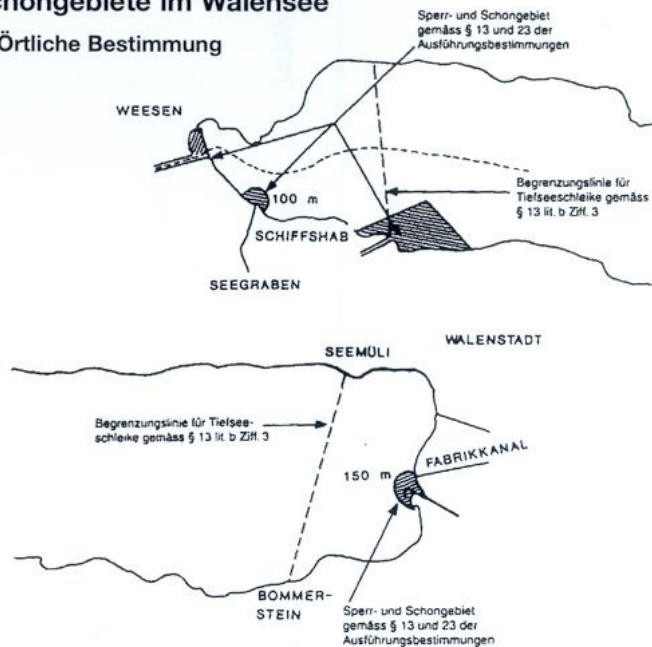 chongebiete im Walensee
Örtliche Bestimmung
Sperr- und Schongebiet
gemäss § 13 und 23 der
Ausführungsbestimmungen
WEESEN
100 m
Begrenzungslinie für
Tiefseeschleike gemäss
§ 13 lit. b Ziff. 3
SCHIFFSHAB
SEEGRABEN
SEEMÜLI
WALENSTADT
Begrenzungslinie für Tiefsee-
schleike gemäss § 13 lit. b Ziff. 3
150 m
FABRIKKANAL
BOMMER-
STEIN
Sperr- und Schongebiet
gemäss § 13 und 23 der
Ausführungsbestimmungen